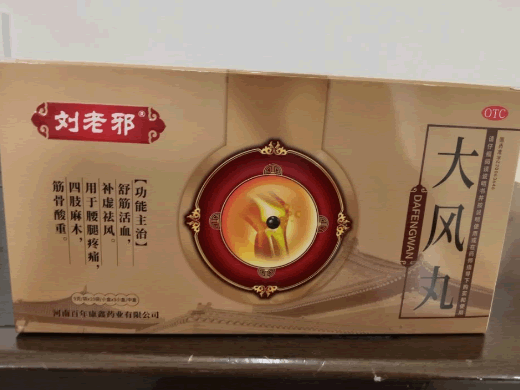 刘老邪®
OTC
大风丸
DAFENGWAN
【功能主治】
舒筋活血，
补虚祛风。
用于腰腿疼痛，
四肢麻木，
筋骨酸重。
河南百年康鑫药业有限公司